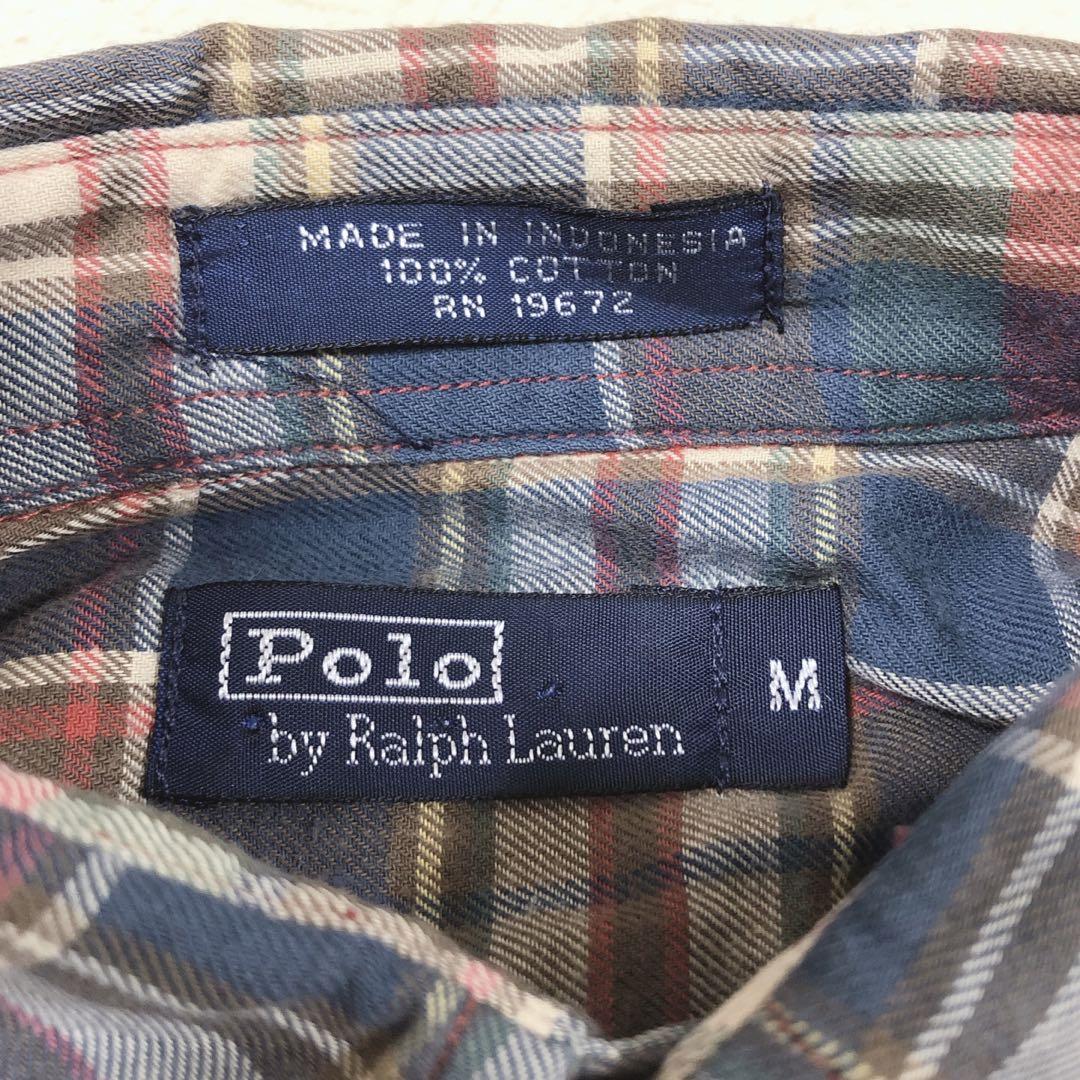 MADE IN INDONESIA
100% COTTON
RN 19672
Polo
by Ralph Lauren
M